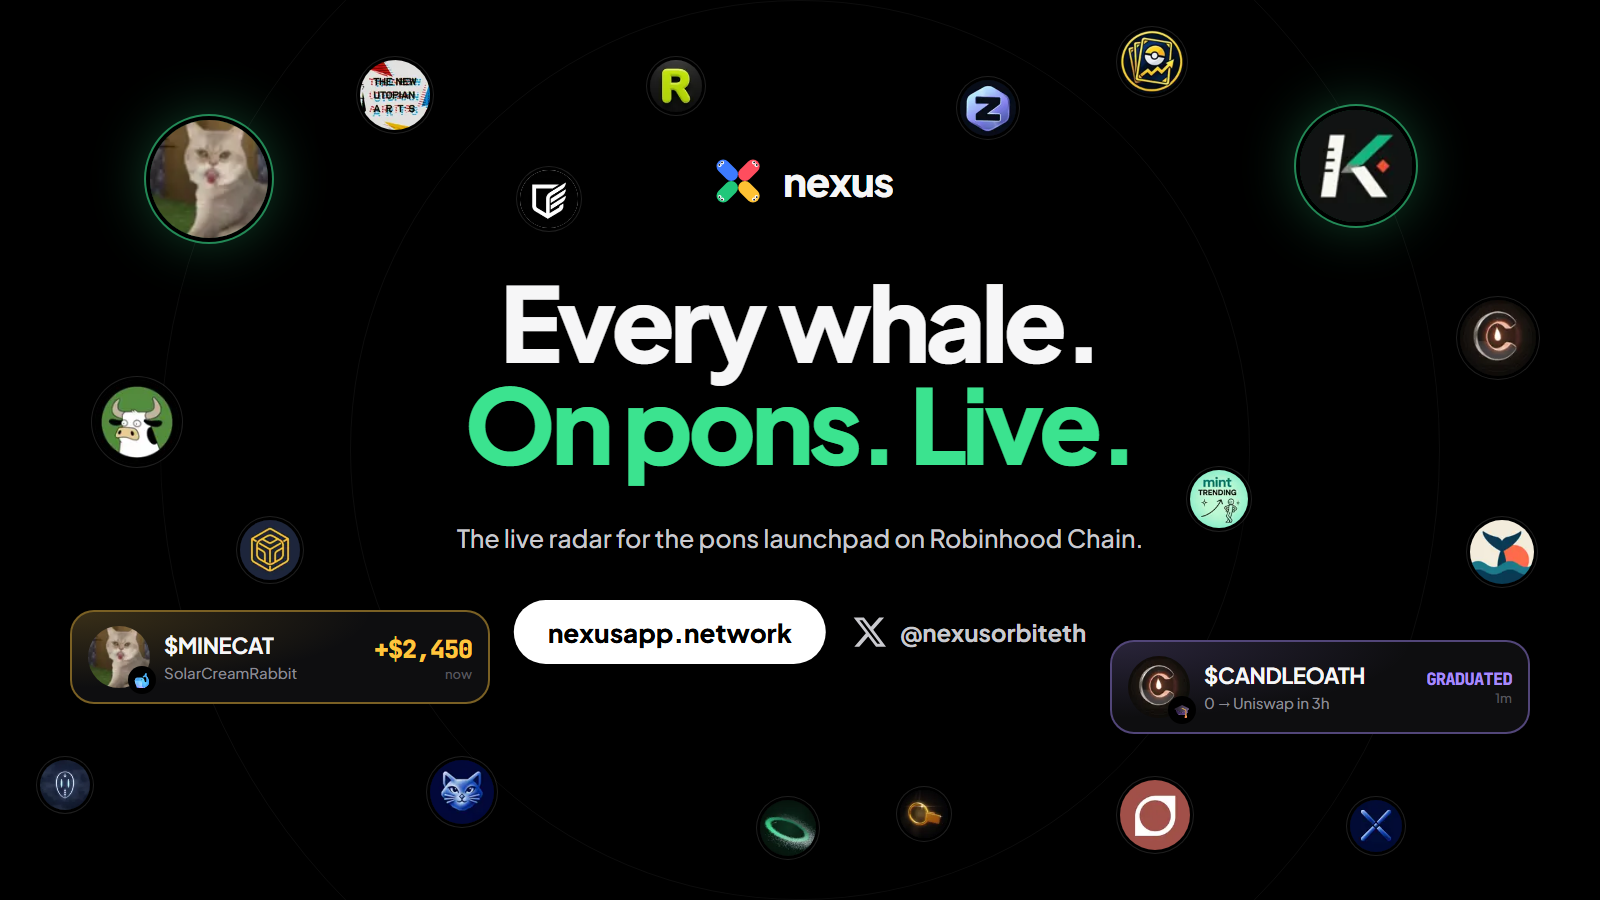 THE NEW
UTOPIAN
ARTS
R
Z
nexus
K
Every whale.
On pons. Live.
C
mint
TRENDING
The live radar for the pons launchpad on Robinhood Chain.
nexusapp.network
@nexusorbiteth
$MINECAT
+$2,450
SolarCreamRabbit
now
$CANDLEOATH
GRADUATED
0 → Uniswap in 3h
1m